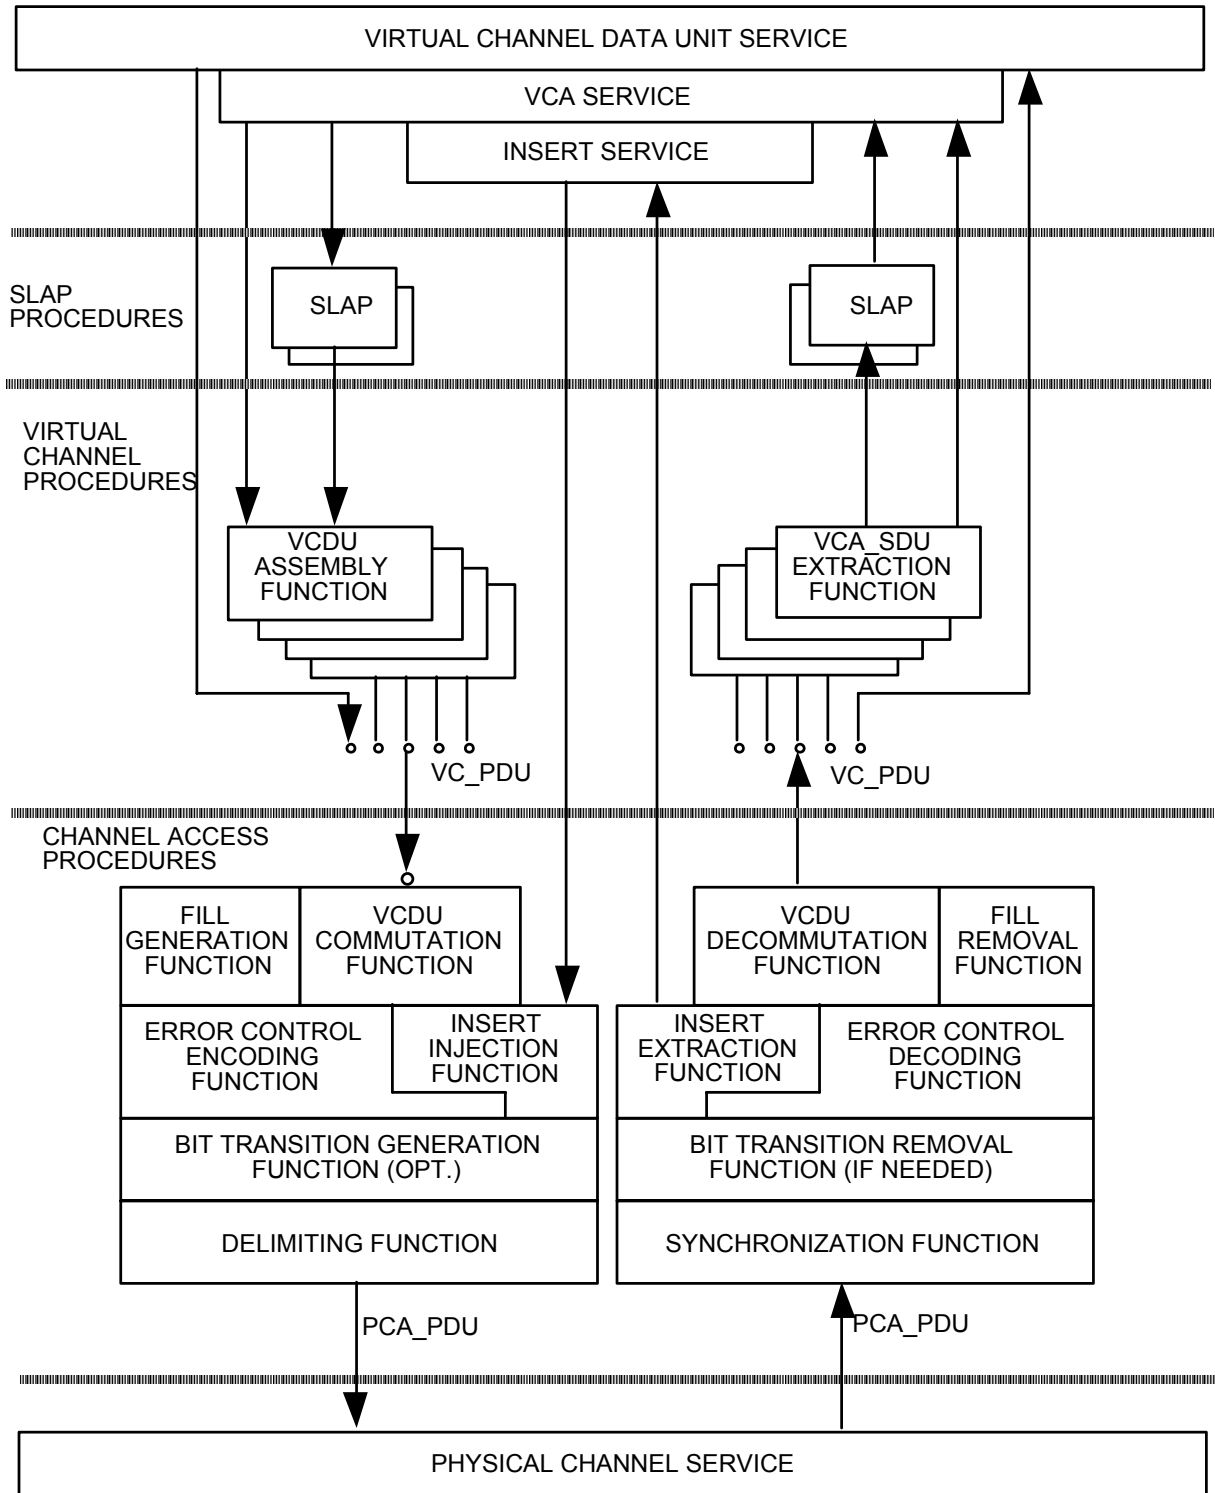 VIRTUAL CHANNEL DATA UNIT SERVICE
VCA SERVICE
INSERT SERVICE
SLAP
PROCEDURES
SLAP
SLAP
VIRTUAL
CHANNEL
PROCEDURES
VCDU
ASSEMBLY
FUNCTION
VCA_SDU
EXTRACTION
FUNCTION
VC_PDU
VC_PDU
CHANNEL ACCESS
PROCEDURES
FILL
GENERATION
FUNCTION
VCDU
COMMUTATION
FUNCTION
VCDU
DECOMMUTATION
FUNCTION
FILL
REMOVAL
FUNCTION
ERROR CONTROL
ENCODING
FUNCTION
INSERT
INJECTION
FUNCTION
INSERT
EXTRACTION
FUNCTION
ERROR CONTROL
DECODING
FUNCTION
BIT TRANSITION GENERATION
FUNCTION (OPT.)
BIT TRANSITION REMOVAL
FUNCTION (IF NEEDED)
DELIMITING FUNCTION
SYNCHRONIZATION FUNCTION
PCA_PDU
PCA_PDU
PHYSICAL CHANNEL SERVICE